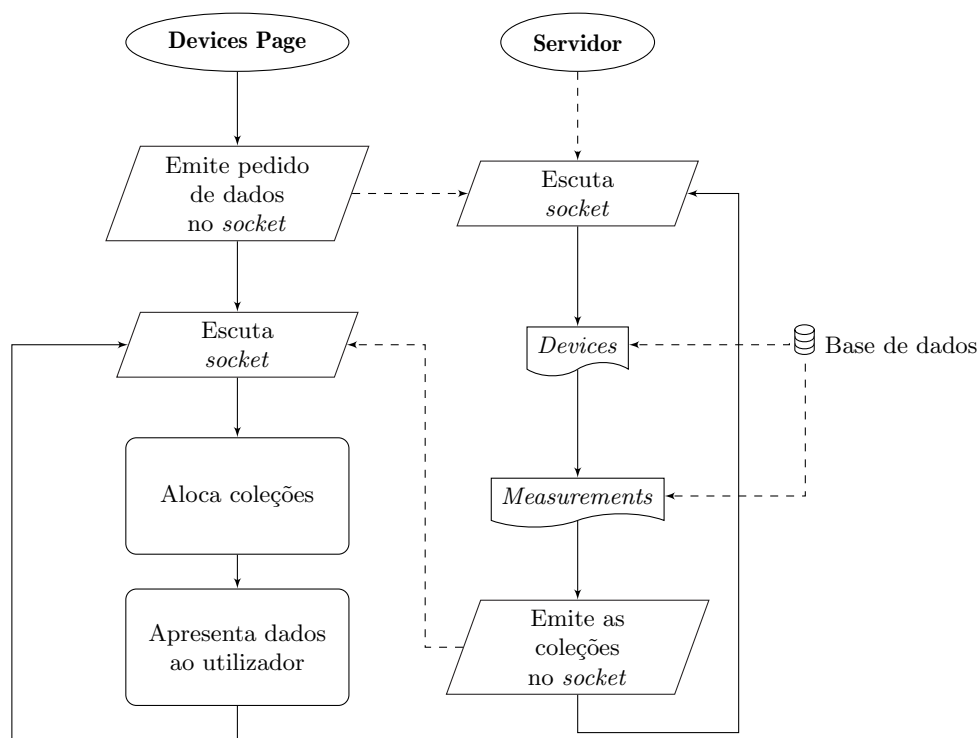 Devices Page
Servidor
Emite pedido
de dados
no socket
Escuta
socket
Escuta
socket
Devices
Base de dados
Aloca coleções
Measurements
Apresenta dados
ao utilizador
Emite as
coleções
no socket